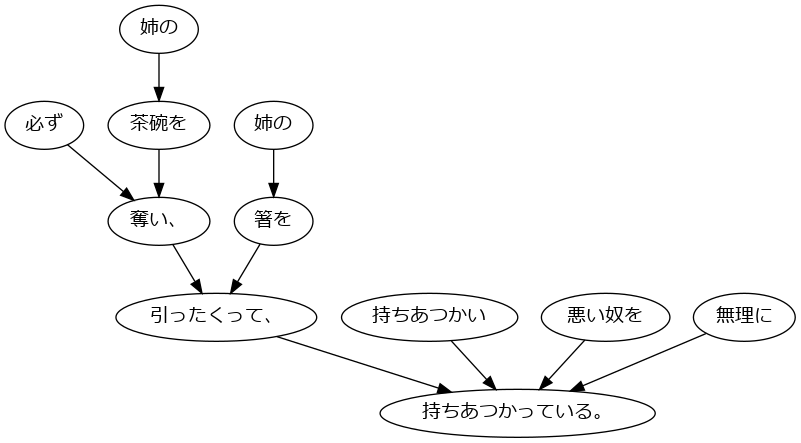 姉の
必ず
茶碗を
姉の
奪い、
箸を
引ったくって、
持ちあつかい
悪い奴を
無理に
持ちあつかっている。